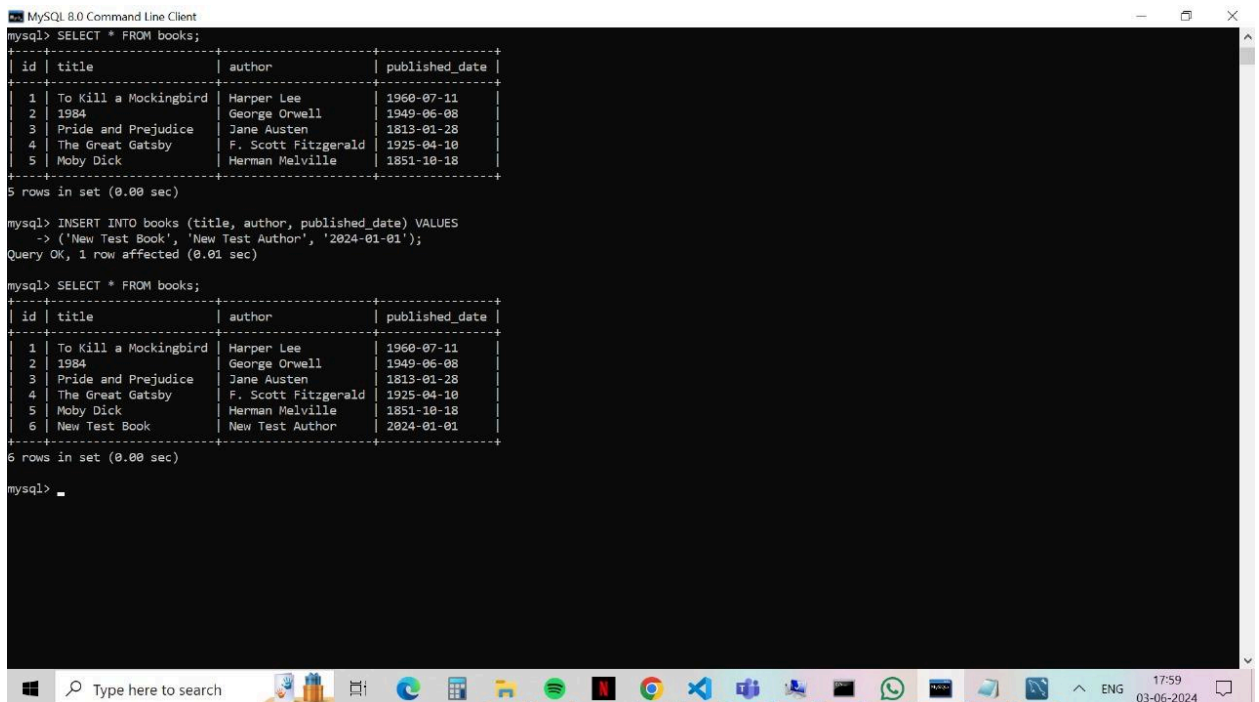 MySQL 8.0 Command Line Client
mysql> SELECT * FROM books;
+----+-----------------------+---------------------+----------------+
| id | title                 | author              | published_date |
+----+-----------------------+---------------------+----------------+
|  1 | To Kill a Mockingbird | Harper Lee          | 1960-07-11     |
|  2 | 1984                  | George Orwell       | 1949-06-08     |
|  3 | Pride and Prejudice   | Jane Austen         | 1813-01-28     |
|  4 | The Great Gatsby      | F. Scott Fitzgerald | 1925-04-10     |
|  5 | Moby Dick             | Herman Melville     | 1851-10-18     |
+----+-----------------------+---------------------+----------------+
5 rows in set (0.00 sec)
mysql> INSERT INTO books (title, author, published_date) VALUES
    -> ('New Test Book', 'New Test Author', '2024-01-01');
Query OK, 1 row affected (0.01 sec)
mysql> SELECT * FROM books;
+----+-----------------------+---------------------+----------------+
| id | title                 | author              | published_date |
+----+-----------------------+---------------------+----------------+
|  1 | To Kill a Mockingbird | Harper Lee          | 1960-07-11     |
|  2 | 1984                  | George Orwell       | 1949-06-08     |
|  3 | Pride and Prejudice   | Jane Austen         | 1813-01-28     |
|  4 | The Great Gatsby      | F. Scott Fitzgerald | 1925-04-10     |
|  5 | Moby Dick             | Herman Melville     | 1851-10-18     |
|  6 | New Test Book         | New Test Author     | 2024-01-01     |
+----+-----------------------+---------------------+----------------+
6 rows in set (0.00 sec)
mysql>
Type here to search
ENG
17:59
03-06-2024